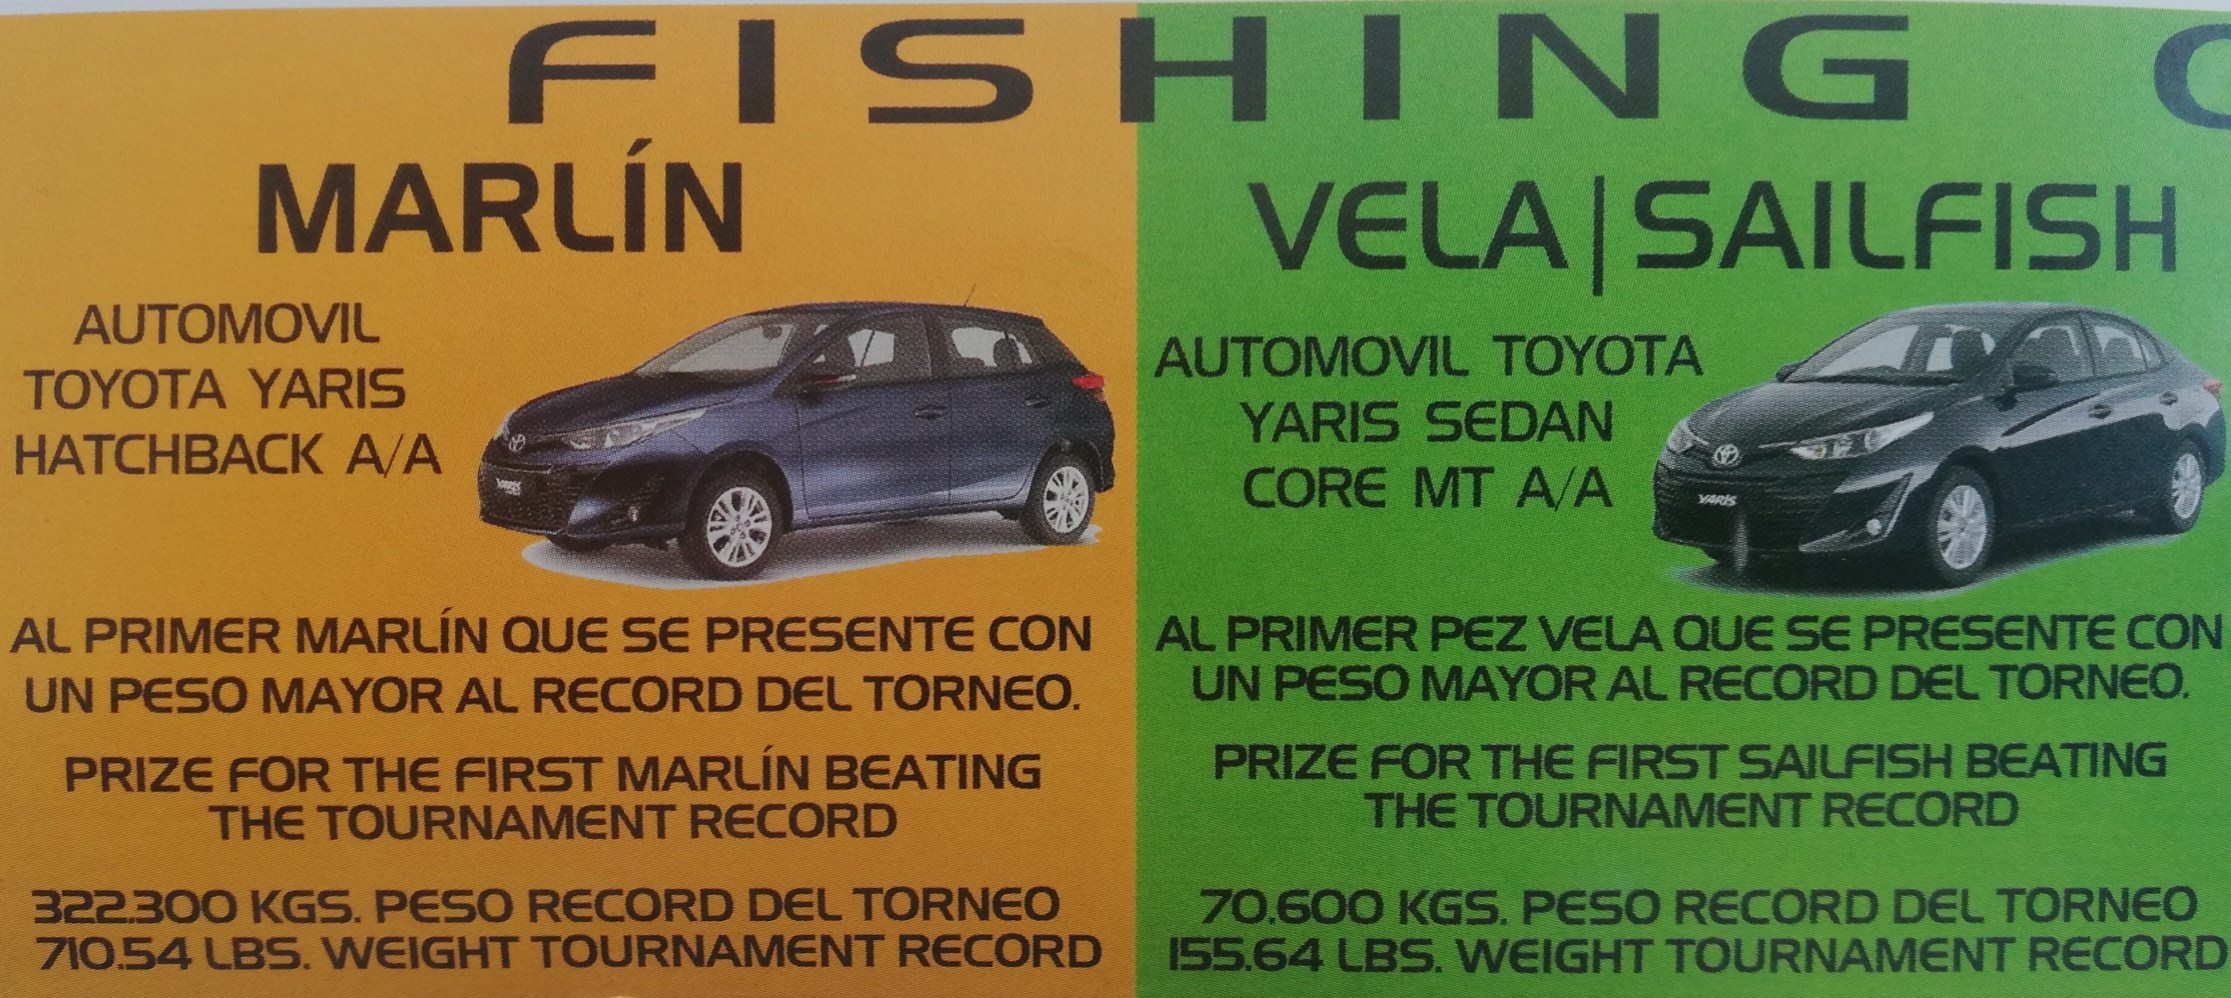 FISHING
MARLÍN
AUTOMOVIL
TOYOTA YARIS
HATCHBACK A/A
YARIS
AL PRIMER MARLÍN QUE SE PRESENTE CON
UN PESO MAYOR AL RECORD DEL TORNEO.
PRIZE FOR THE FIRST MARLÍN BEATING
THE TOURNAMENT RECORD
322.300 KGS. PESO RECORD DEL TORNEO
710.54 LBS. WEIGHT TOURNAMENT RECORD
VELA|SAILFISH
AUTOMOVIL TOYOTA
YARIS SEDAN
CORE MT A/A
YARIS
AL PRIMER PEZ VELA QUE SE PRESENTE CON
UN PESO MAYOR AL RECORD DEL TORNEO.
PRIZE FOR THE FIRST SAILFISH BEATING
THE TOURNAMENT RECORD
70.600 KGS. PESO RECORD DEL TORNEO
155.64 LBS. WEIGHT TOURNAMENT RECORD